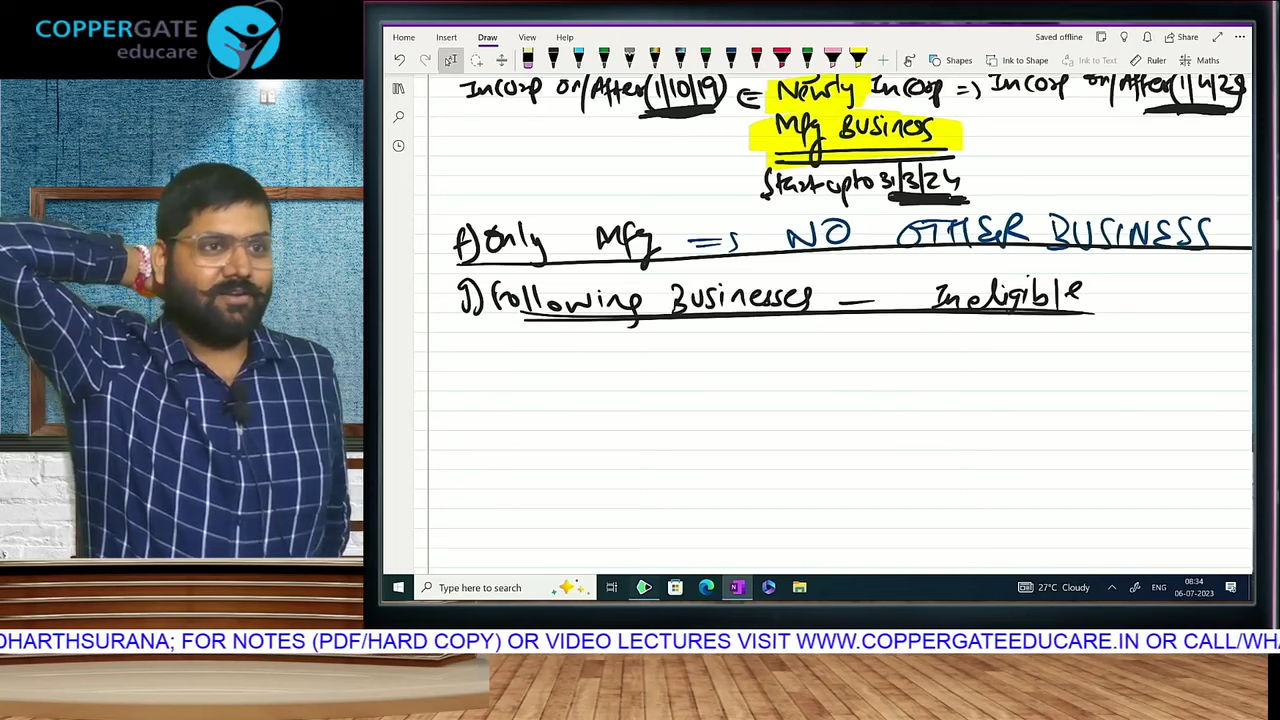 COPPERGATE
educare
Home Insert Draw View Help Saved offline Share
Shapes Ink to Shape Ink to Text Ruler Maths
Incorp on/After (1/10/19) Newly Incorp => Incorp on/After (1/4/23
Mfg Business
Start upto 31/3/24
f) Only Mfg => NO OTHER BUSINESS
g) Following Businesses — Ineligible
Type here to search 27°C Cloudy ENG 08:34
06-07-2023
DHARTHSURANA; FOR NOTES (PDF/HARD COPY) OR VIDEO LECTURES VISIT WWW.COPPERGATEEDUCARE.IN OR CALL/WHA